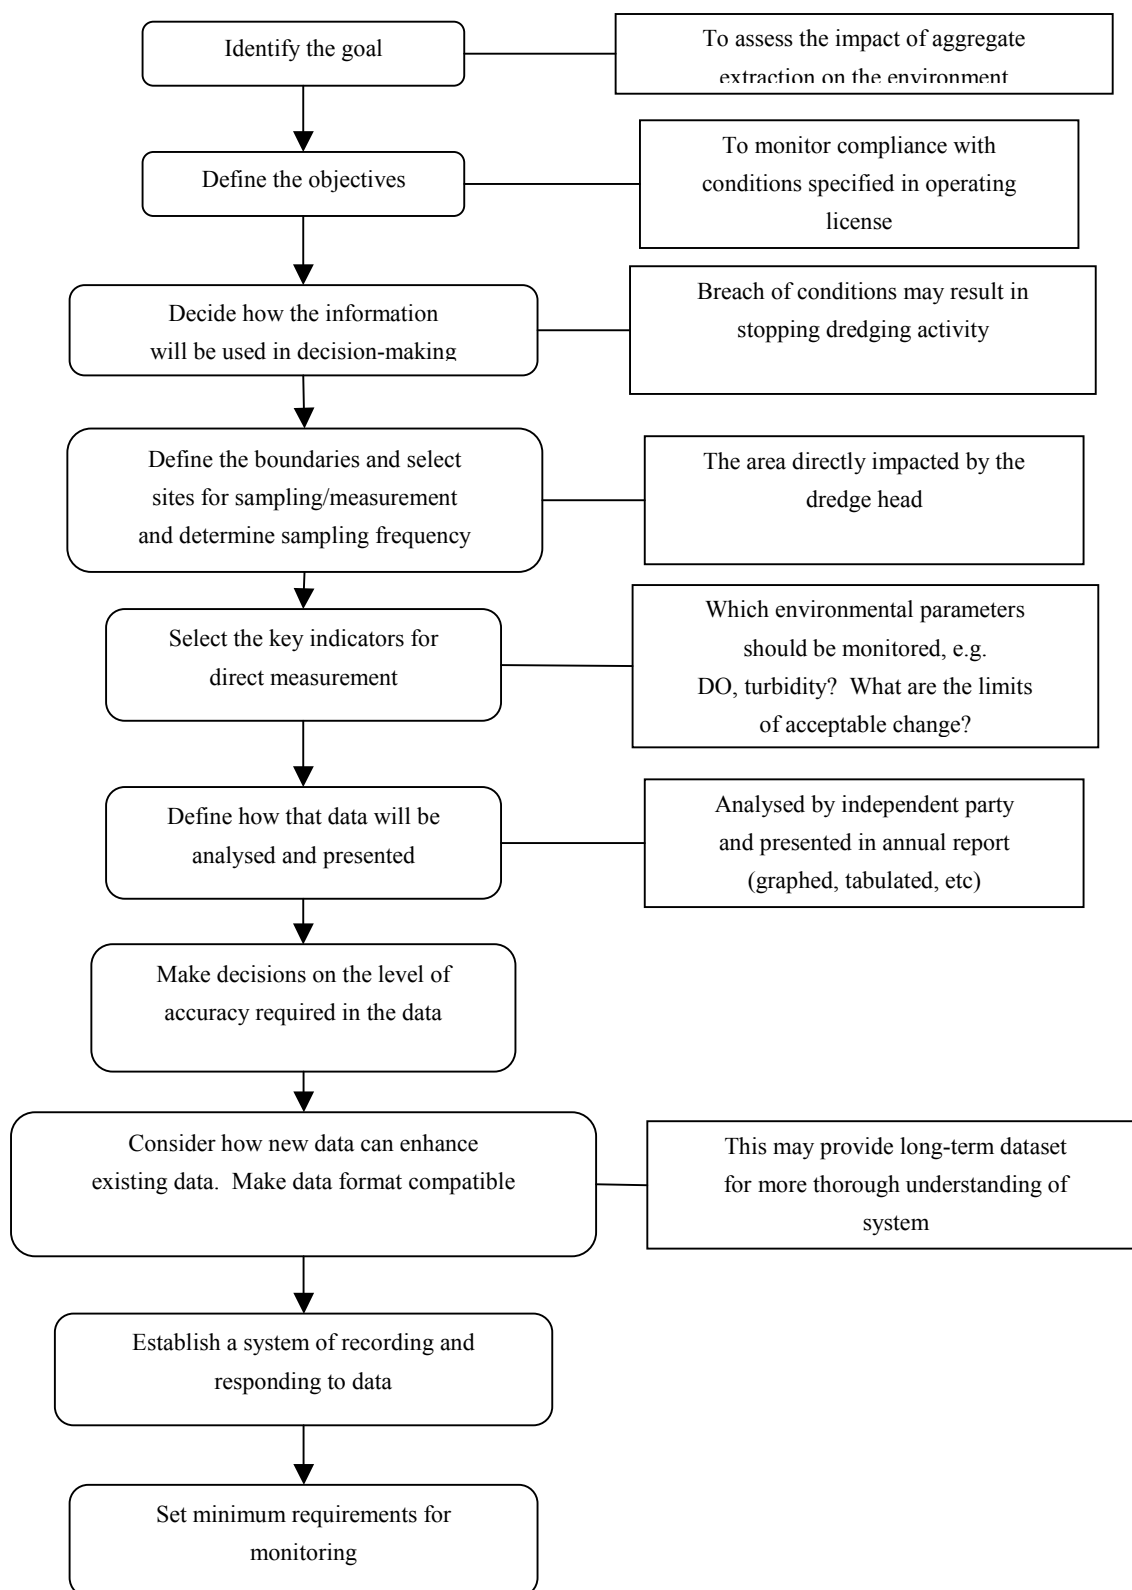 Identify the goal
To assess the impact of aggregate
extraction on the environment
Define the objectives
To monitor compliance with
conditions specified in operating
license
Decide how the information
will be used in decision-making
Breach of conditions may result in
stopping dredging activity
Define the boundaries and select
sites for sampling/measurement
and determine sampling frequency
The area directly impacted by the
dredge head
Select the key indicators for
direct measurement
Which environmental parameters
should be monitored, e.g.
DO, turbidity?  What are the limits
of acceptable change?
Define how that data will be
analysed and presented
Analysed by independent party
and presented in annual report
(graphed, tabulated, etc)
Make decisions on the level of
accuracy required in the data
Consider how new data can enhance
existing data.  Make data format compatible
This may provide long-term dataset
for more thorough understanding of
system
Establish a system of recording and
responding to data
Set minimum requirements for
monitoring